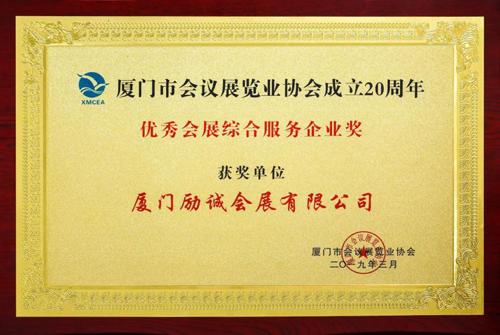 XMCEA
厦门市会议展览业协会成立20周年
优秀会展综合服务企业奖
获奖单位
厦门励诚会展有限公司
厦门市会议展览业协会
二〇一九年三月